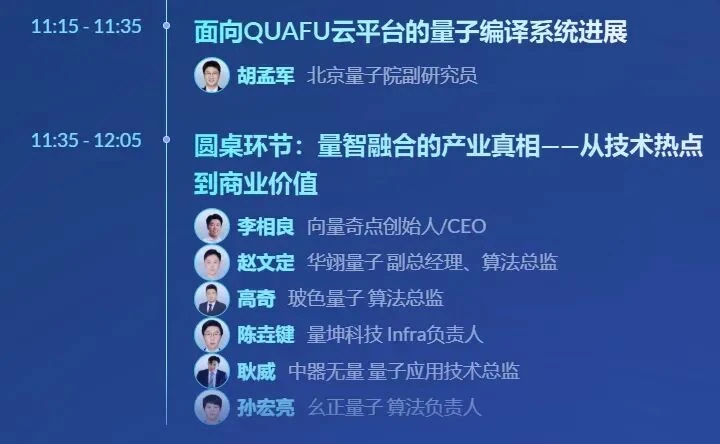 11:15 - 11:35
面向QUAFU云平台的量子编译系统进展
胡孟军 北京量子院副研究员
11:35 - 12:05
圆桌环节：量智融合的产业真相——从技术热点
到商业价值
李相良 向量奇点创始人/CEO
赵文定 华翊量子 副总经理、算法总监
高奇 玻色量子 算法总监
陈垚键 量坤科技 Infra负责人
耿威 中器无量 量子应用技术总监
孙宏亮 幺正量子 算法负责人